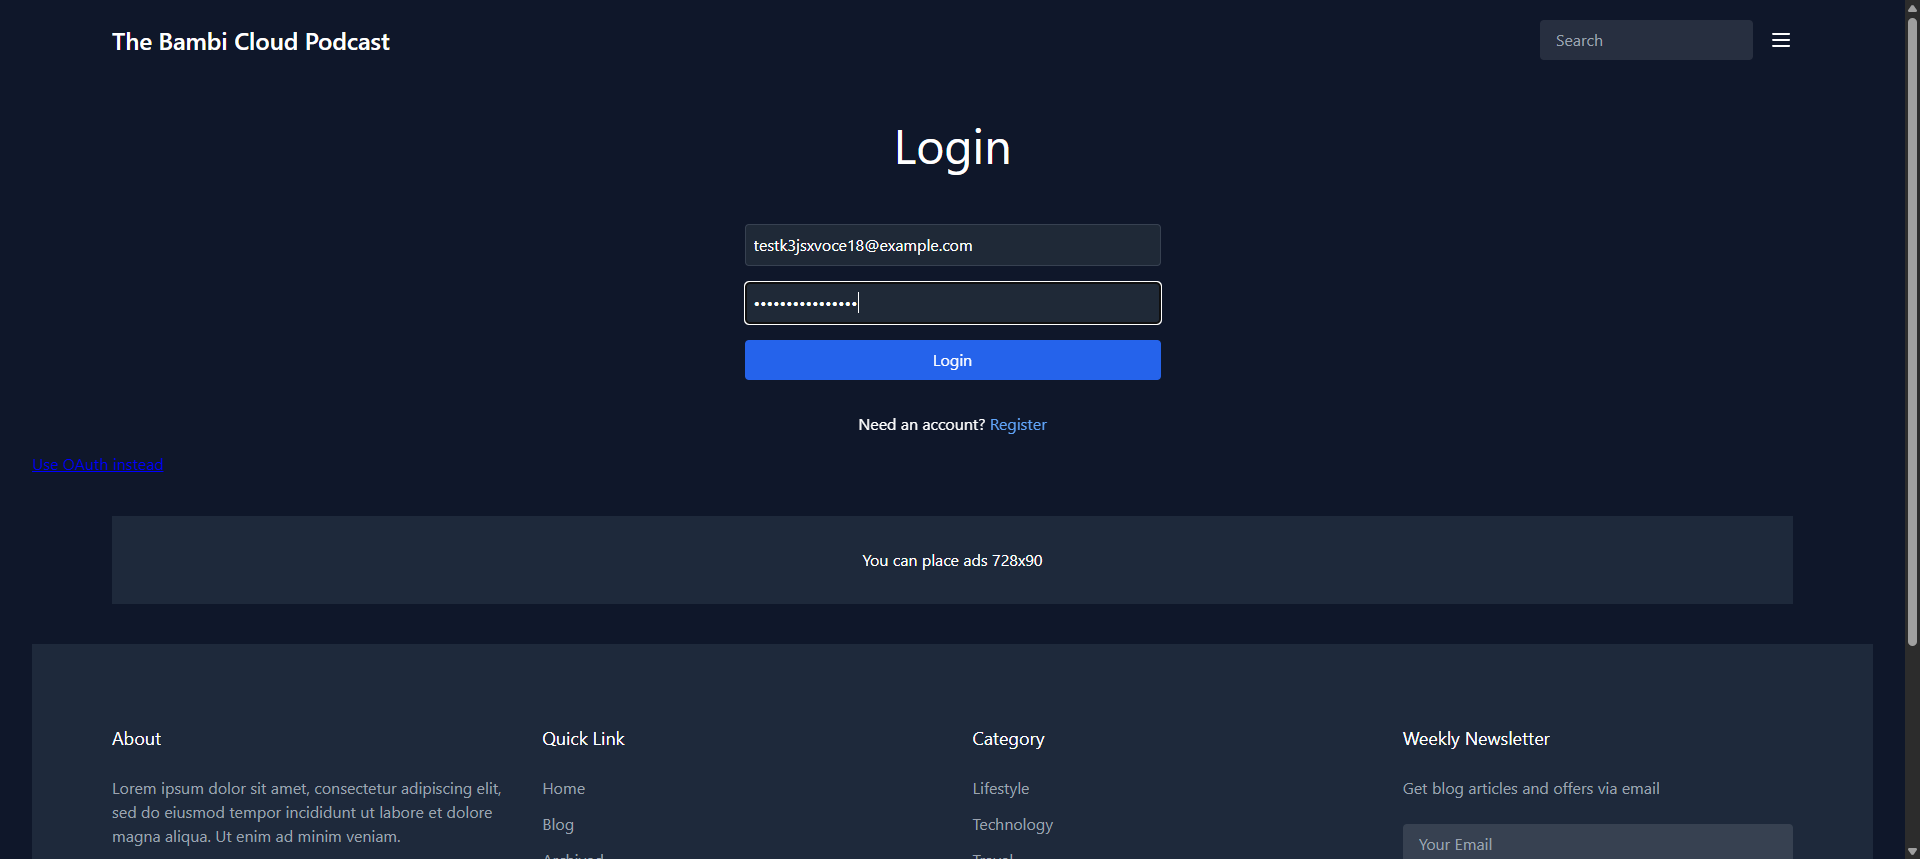 The Bambi Cloud Podcast
Search
Login
testk3jsxvoce18@example.com
••••••••••••••••
Login
Need an account? Register
Use OAuth instead
You can place ads 728x90
About
Lorem ipsum dolor sit amet, consectetur adipiscing elit,
sed do eiusmod tempor incididunt ut labore et dolore
magna aliqua. Ut enim ad minim veniam.
Quick Link
Home
Blog
Archived
Category
Lifestyle
Technology
Travel
Weekly Newsletter
Get blog articles and offers via email
Your Email